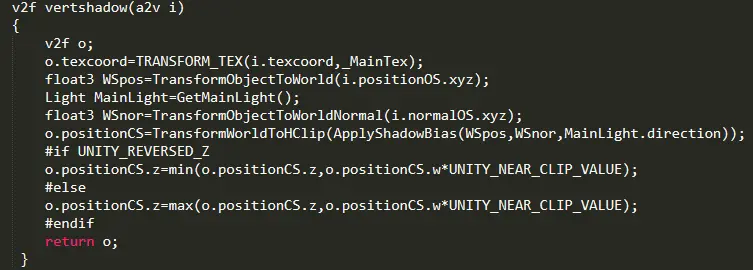 v2f vertshadow(a2v i)
{
v2f o;
o.texcoord=TRANSFORM_TEX(i.texcoord,_MainTex);
float3 WSpos=TransformObjectToWorld(i.positionOS.xyz);
Light MainLight=GetMainLight();
float3 WSnor=TransformObjectToWorldNormal(i.normalOS.xyz);
o.positionCS=TransformWorldToHClip(ApplyShadowBias(WSpos,WSnor,MainLight.direction));
#if UNITY_REVERSED_Z
o.positionCS.z=min(o.positionCS.z,o.positionCS.w*UNITY_NEAR_CLIP_VALUE);
#else
o.positionCS.z=max(o.positionCS.z,o.positionCS.w*UNITY_NEAR_CLIP_VALUE);
#endif
return o;
}